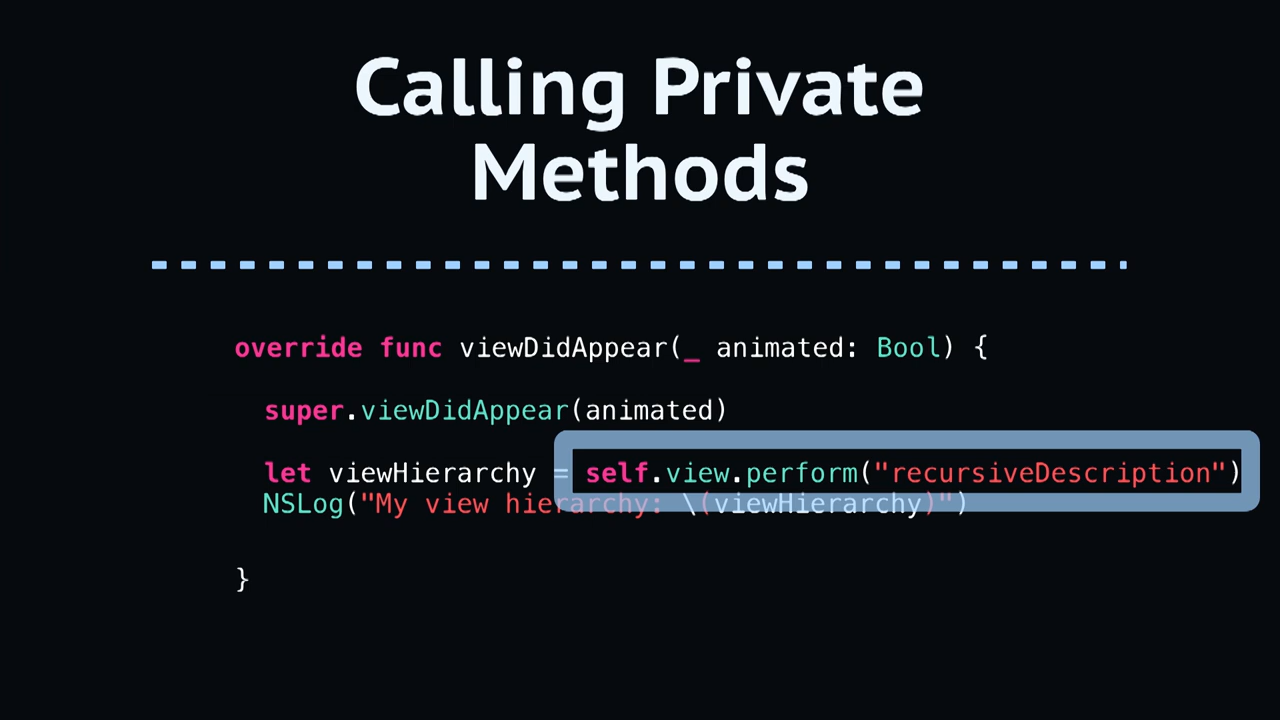 Calling Private
Methods
override func viewDidAppear(_ animated: Bool) {
super.viewDidAppear(animated)
let viewHierarchy = self.view.perform("recursiveDescription")
NSLog("My view hierarchy: \(viewHierarchy)")
}